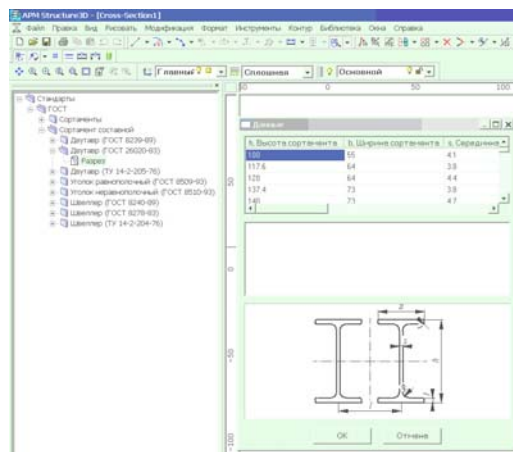 APM Structure3D - [Cross-Section1]
Файл Правка Вид Рисовать Модификация Формат Инструменты Контур Библиотека Окна Справка
Главный Сплошная Основной
Стандарты
ГОСТ
Сортаменты
Сортамент составной
Двутавр (ГОСТ 8239-89)
Двутавр (ГОСТ 26020-83)
Разрез
Двутавр (ТУ 14-2-205-76)
Уголок равнополочный (ГОСТ 8509-93)
Уголок неравнополочный (ГОСТ 8510-93)
Швеллер (ГОСТ 8240-89)
Швеллер (ГОСТ 8278-83)
Швеллер (ТУ 14-2-204-76)
0 50 100
50
0
-50
-100
Данные
h, Высота сортамента b, Ширина сортамента s, Середина
100 55 4.1
117.6 64 3.8
120 64 4.4
137.4 73 3.8
140 73 4.7
OK Отмена